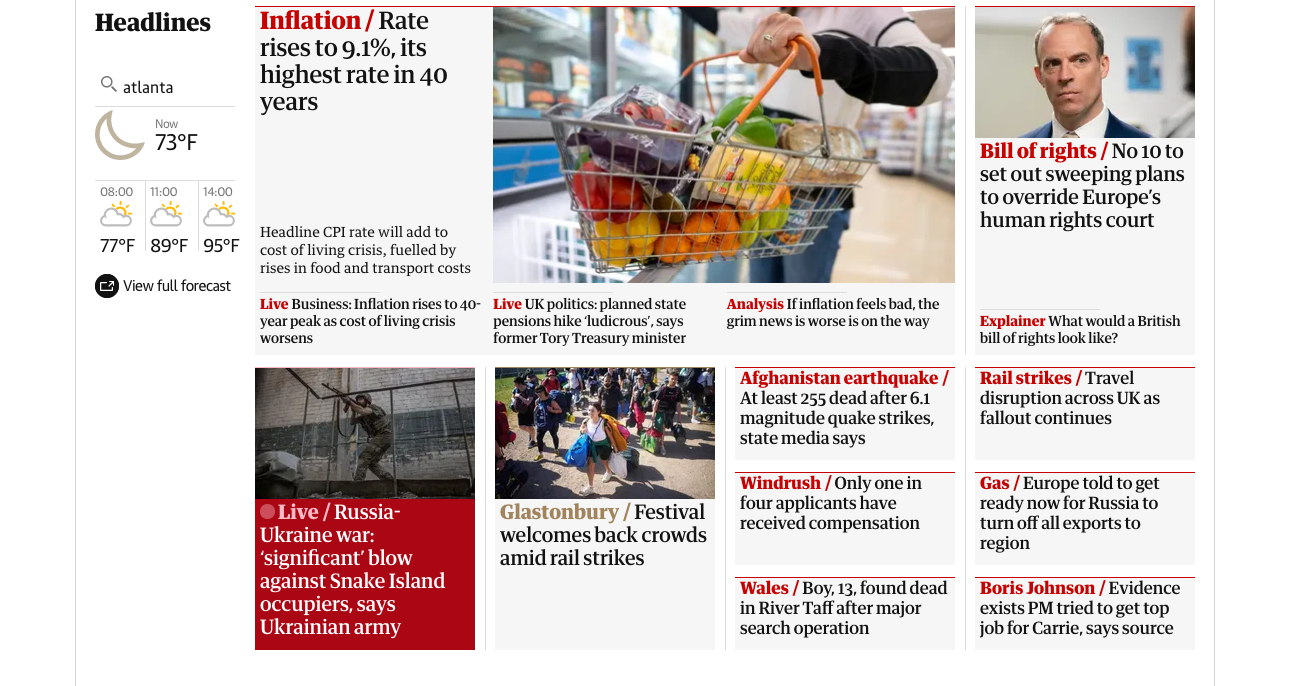 Headlines
atlanta
Now
73°F
08:00
77°F
11:00
89°F
14:00
95°F
View full forecast
Inflation / Rate
rises to 9.1%, its
highest rate in 40
years
Headline CPI rate will add to
cost of living crisis, fuelled by
rises in food and transport costs
Live Business: Inflation rises to 40-
year peak as cost of living crisis
worsens
Live UK politics: planned state
pensions hike ‘ludicrous’, says
former Tory Treasury minister
Analysis If inflation feels bad, the
grim news is worse is on the way
Bill of rights / No 10 to
set out sweeping plans
to override Europe’s
human rights court
Explainer What would a British
bill of rights look like?
Live / Russia-
Ukraine war:
‘significant’ blow
against Snake Island
occupiers, says
Ukrainian army
Glastonbury / Festival
welcomes back crowds
amid rail strikes
Afghanistan earthquake /
At least 255 dead after 6.1
magnitude quake strikes,
state media says
Windrush / Only one in
four applicants have
received compensation
Wales / Boy, 13, found dead
in River Taff after major
search operation
Rail strikes / Travel
disruption across UK as
fallout continues
Gas / Europe told to get
ready now for Russia to
turn off all exports to
region
Boris Johnson / Evidence
exists PM tried to get top
job for Carrie, says source